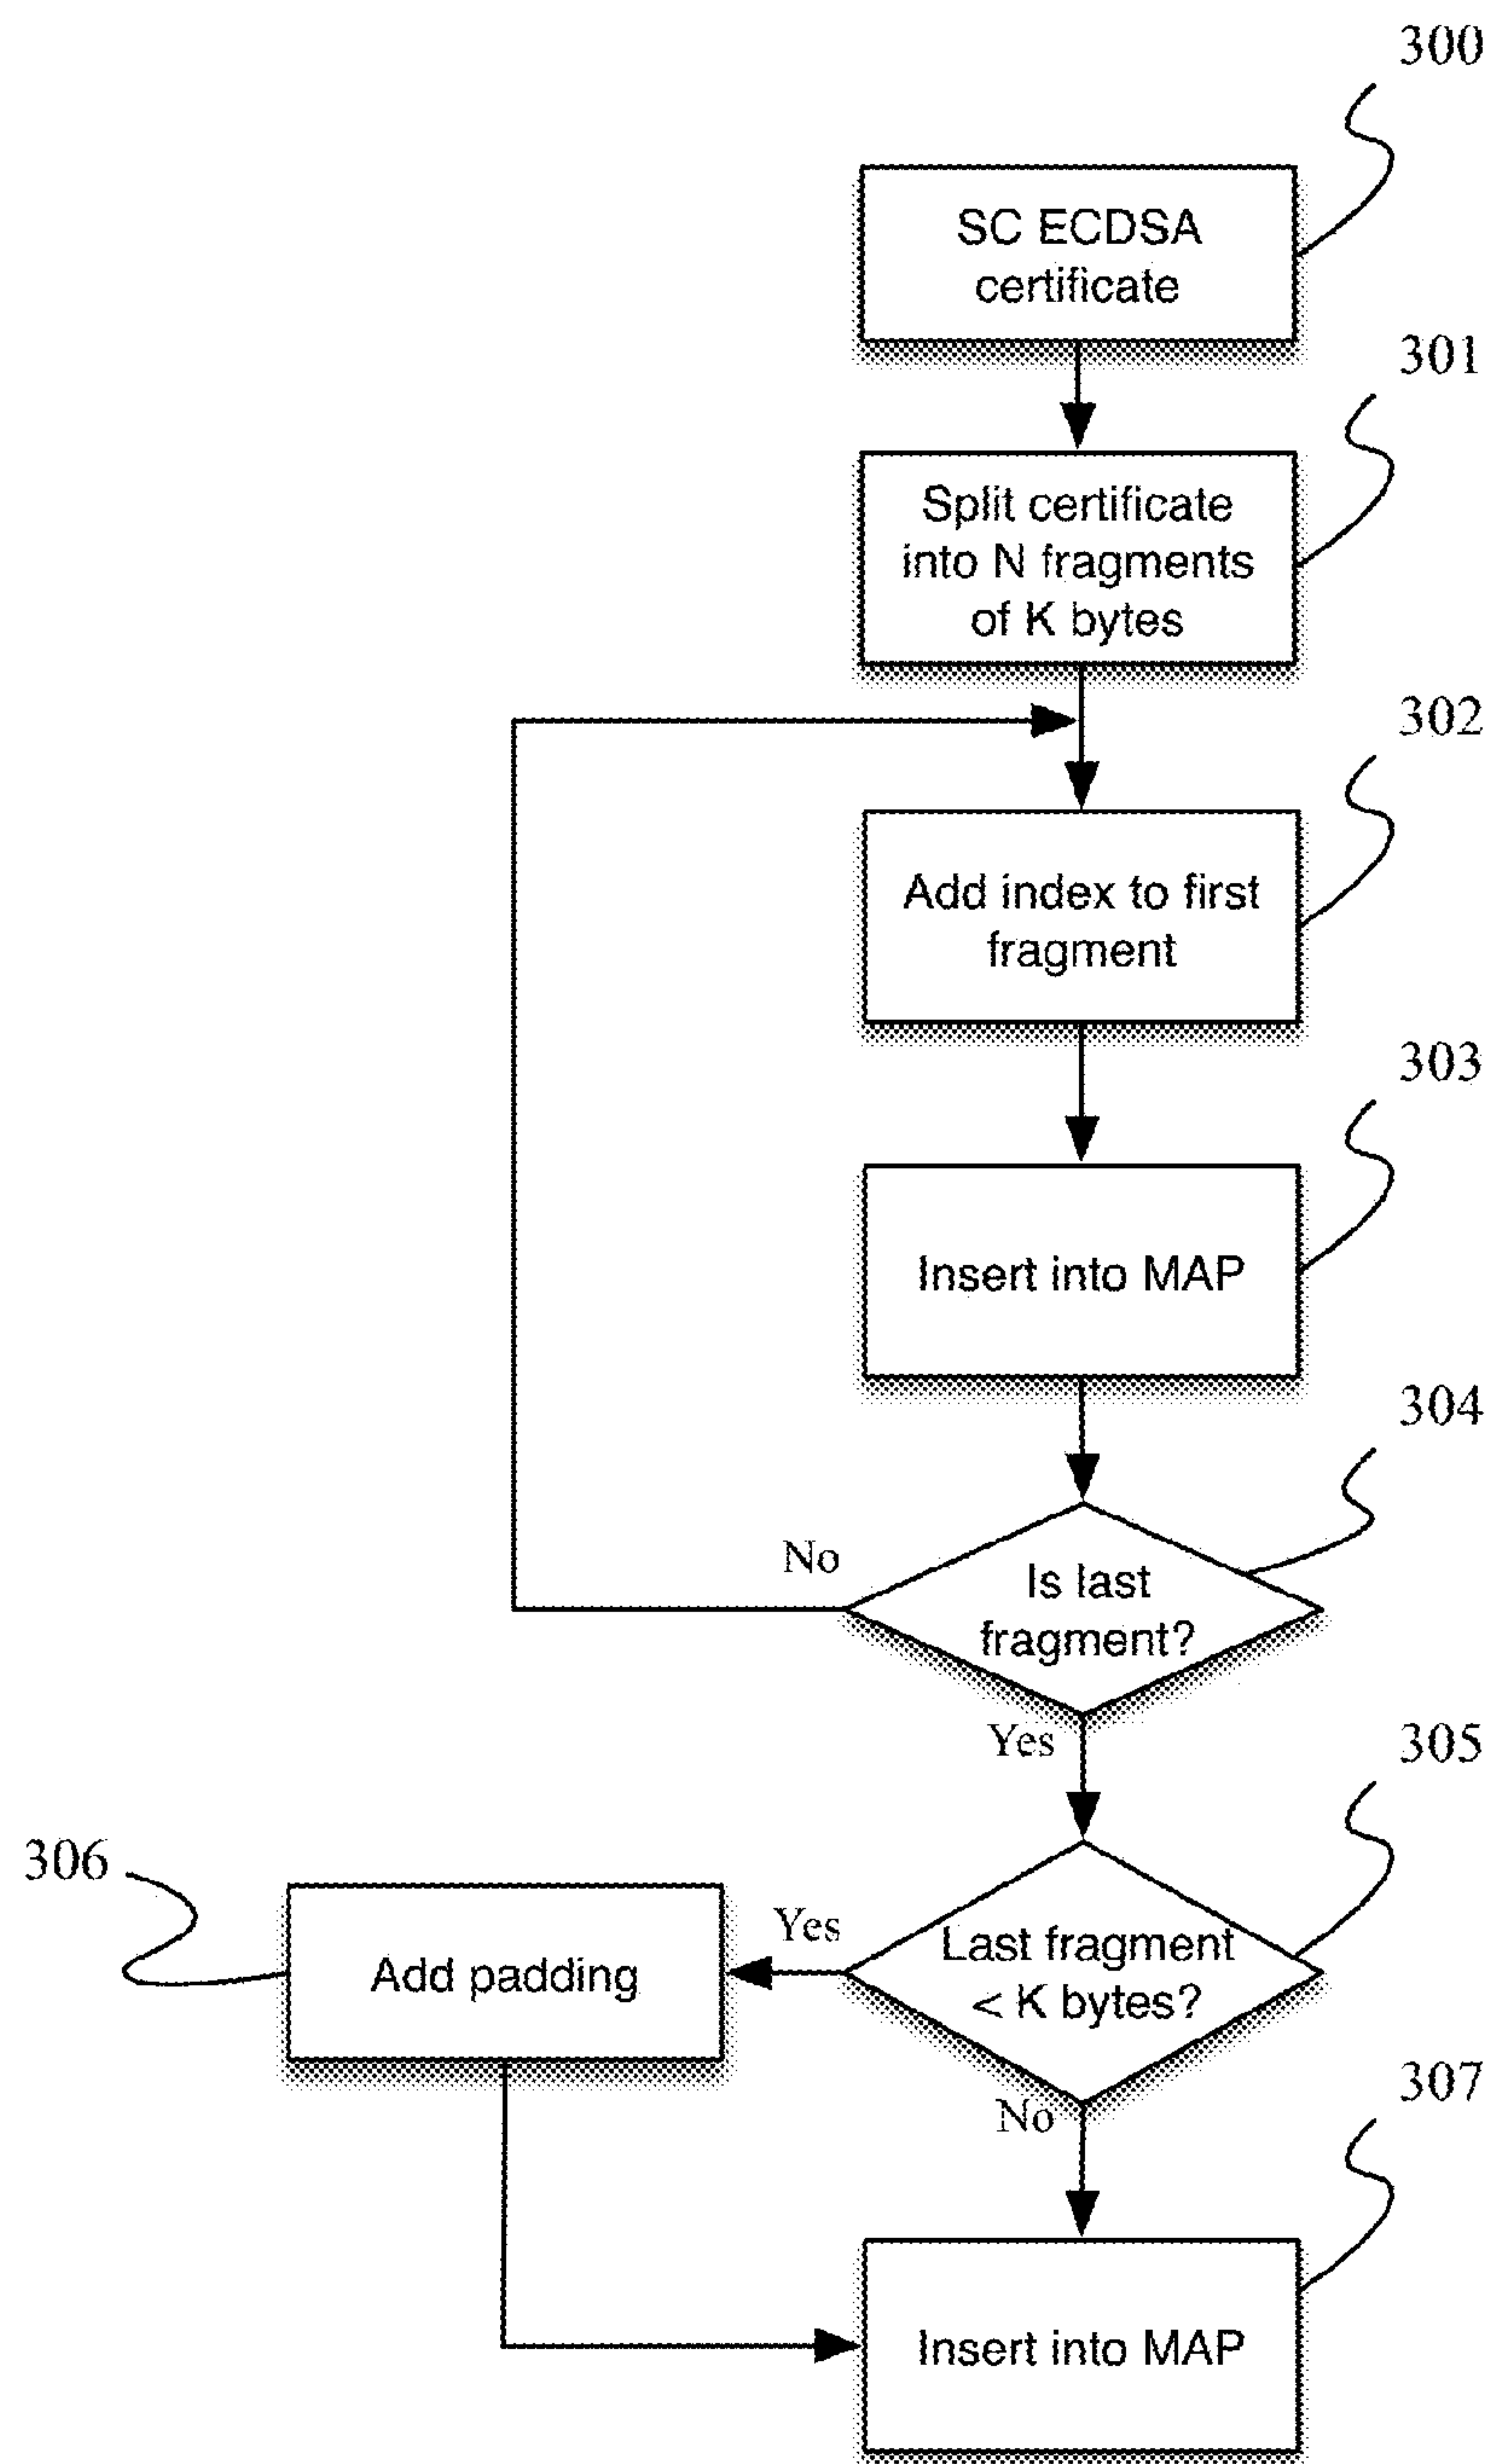 300
SC ECDSA
certificate
301
Split certificate
into N fragments
of K bytes
302
Add index to first
fragment
303
Insert into MAP
304
No
Is last
fragment?
Yes
305
306
Yes
Last fragment
< K bytes?
Add padding
307
No
Insert into MAP